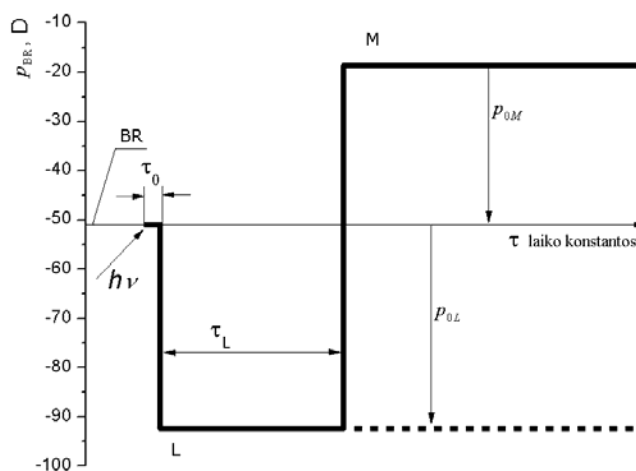 -10
M
p_BR, D
-20
-30
p_0M
BR
-40
τ_0
-50
τ laiko konstantos
-60
hν
p_0L
-70
τ_L
-80
-90
L
-100